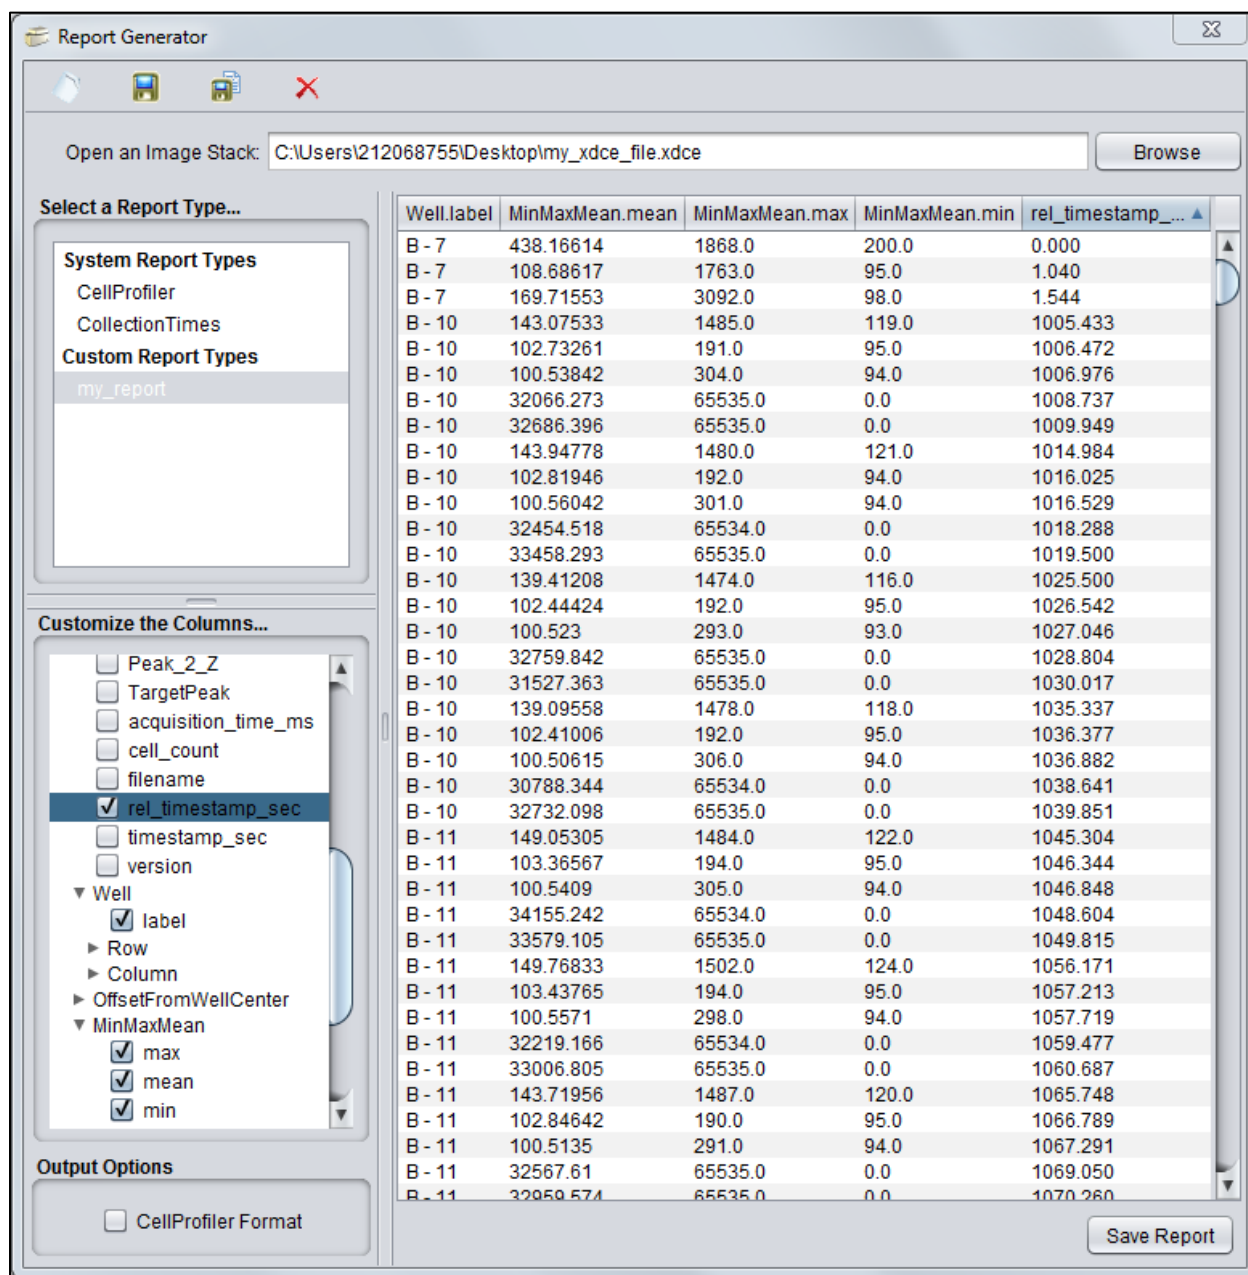 Report Generator
Open an Image Stack: C:\Users\212068755\Desktop\my_xdce_file.xdce Browse
Select a Report Type...
System Report Types
CellProfiler
CollectionTimes
Custom Report Types
my_report
Customize the Columns...
Peak_2_Z
TargetPeak
acquisition_time_ms
cell_count
filename
rel_timestamp_sec
timestamp_sec
version
Well
label
Row
Column
OffsetFromWellCenter
MinMaxMean
max
mean
min
Output Options
CellProfiler Format
Well.label MinMaxMean.mean MinMaxMean.max MinMaxMean.min rel_timestamp_...
B - 7 438.16614 1868.0 200.0 0.000
B - 7 108.68617 1763.0 95.0 1.040
B - 7 169.71553 3092.0 98.0 1.544
B - 10 143.07533 1485.0 119.0 1005.433
B - 10 102.73261 191.0 95.0 1006.472
B - 10 100.53842 304.0 94.0 1006.976
B - 10 32066.273 65535.0 0.0 1008.737
B - 10 32686.396 65535.0 0.0 1009.949
B - 10 143.94778 1480.0 121.0 1014.984
B - 10 102.81946 192.0 94.0 1016.025
B - 10 100.56042 301.0 94.0 1016.529
B - 10 32454.518 65534.0 0.0 1018.288
B - 10 33458.293 65535.0 0.0 1019.500
B - 10 139.41208 1474.0 116.0 1025.500
B - 10 102.44424 192.0 95.0 1026.542
B - 10 100.523 293.0 93.0 1027.046
B - 10 32759.842 65535.0 0.0 1028.804
B - 10 31527.363 65535.0 0.0 1030.017
B - 10 139.09558 1478.0 118.0 1035.337
B - 10 102.41006 192.0 95.0 1036.377
B - 10 100.50615 306.0 94.0 1036.882
B - 10 30788.344 65534.0 0.0 1038.641
B - 10 32732.098 65535.0 0.0 1039.851
B - 11 149.05305 1484.0 122.0 1045.304
B - 11 103.36567 194.0 95.0 1046.344
B - 11 100.5409 305.0 94.0 1046.848
B - 11 34155.242 65534.0 0.0 1048.604
B - 11 33579.105 65535.0 0.0 1049.815
B - 11 149.76833 1502.0 124.0 1056.171
B - 11 103.43765 194.0 95.0 1057.213
B - 11 100.5571 298.0 94.0 1057.719
B - 11 32219.166 65534.0 0.0 1059.477
B - 11 33006.805 65535.0 0.0 1060.687
B - 11 143.71956 1487.0 120.0 1065.748
B - 11 102.84642 190.0 95.0 1066.789
B - 11 100.5135 291.0 94.0 1067.291
B - 11 32567.61 65535.0 0.0 1069.050
B - 11 32959.574 65535.0 0.0 1070.260
Save Report